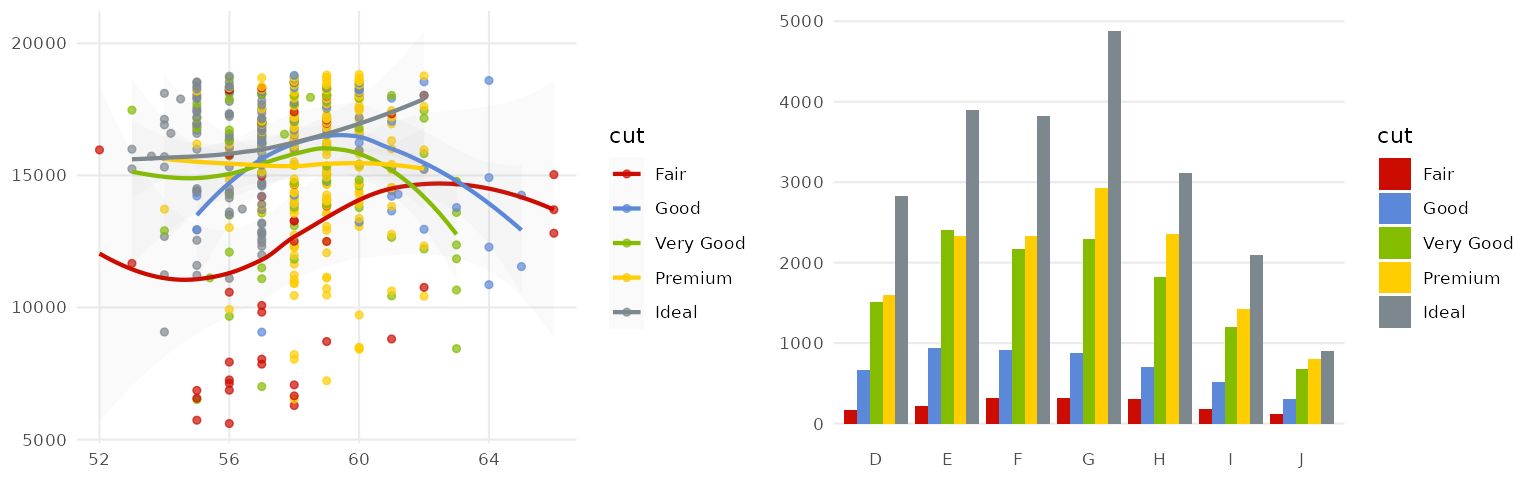 20000
15000
10000
5000
52 56 60 64
cut
Fair
Good
Very Good
Premium
Ideal
5000
4000
3000
2000
1000
0
D E F G H I J
cut
Fair
Good
Very Good
Premium
Ideal